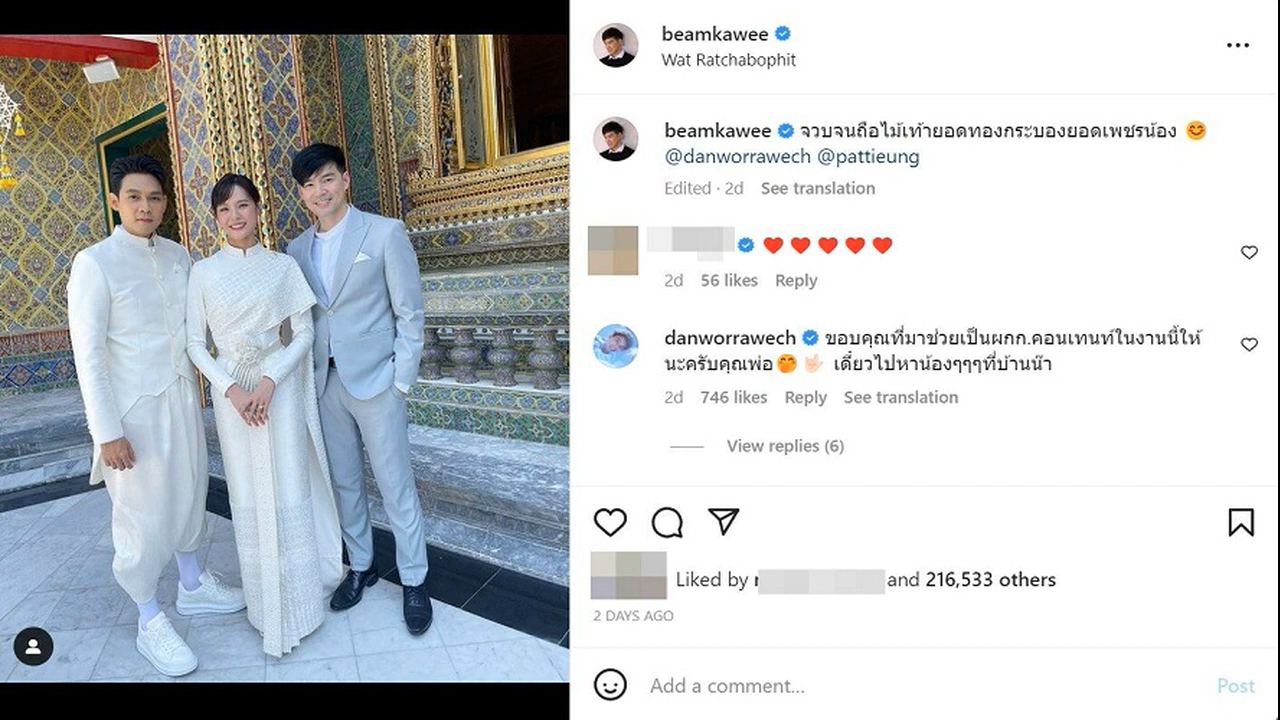 beamkawee
Wat Ratchabophit
beamkawee จวบจนถือไม้เท้ายอดทองกระบองยอดเพชรน้อง 😊
@danworrawech @pattieung
Edited · 2d See translation
❤️ ❤️ ❤️ ❤️ ❤️
2d 56 likes Reply
danworrawech ขอบคุณที่มาช่วยเป็นผกก.คอนเทนท์ในงานนี้ให้
นะครับคุณพ่อ🤭🤟🏻 เดี๋ยวไปหาน้องๆๆๆที่บ้านน๊า
2d 746 likes Reply See translation
View replies (6)
Liked by and 216,533 others
2 DAYS AGO
Add a comment... Post